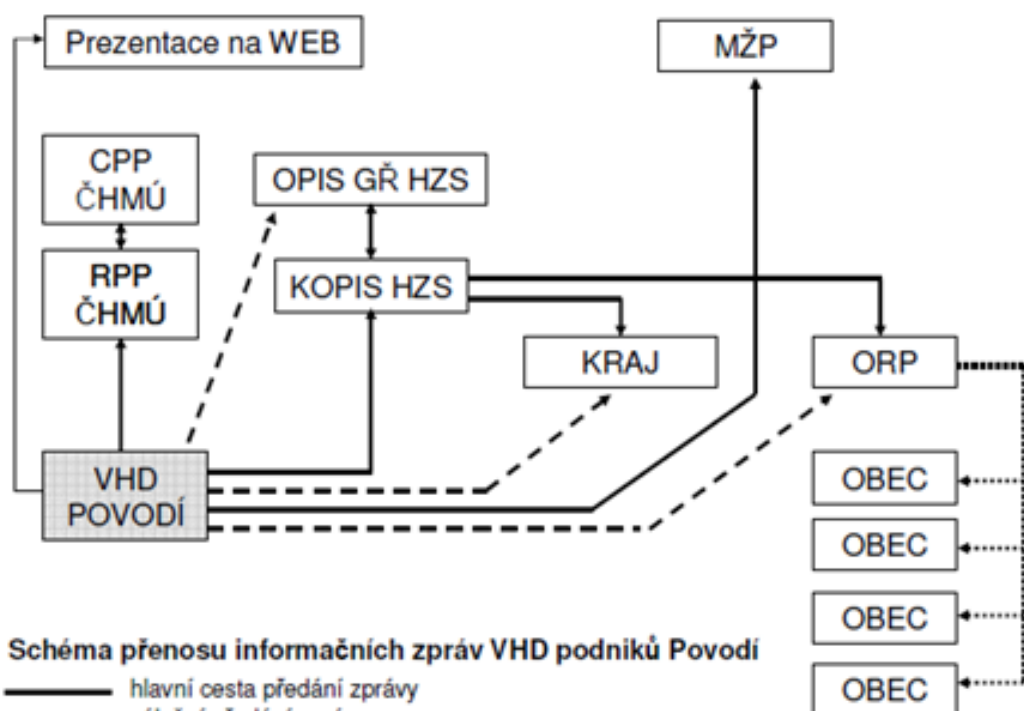 Prezentace na WEB
MŽP
CPP
ČHMÚ
OPIS GŘ HZS
RPP
ČHMÚ
KOPIS HZS
KRAJ
ORP
VHD
POVODÍ
OBEC
OBEC
OBEC
OBEC
Schéma přenosu informačních zpráv VHD podniků Povodí
hlavní cesta předání zprávy